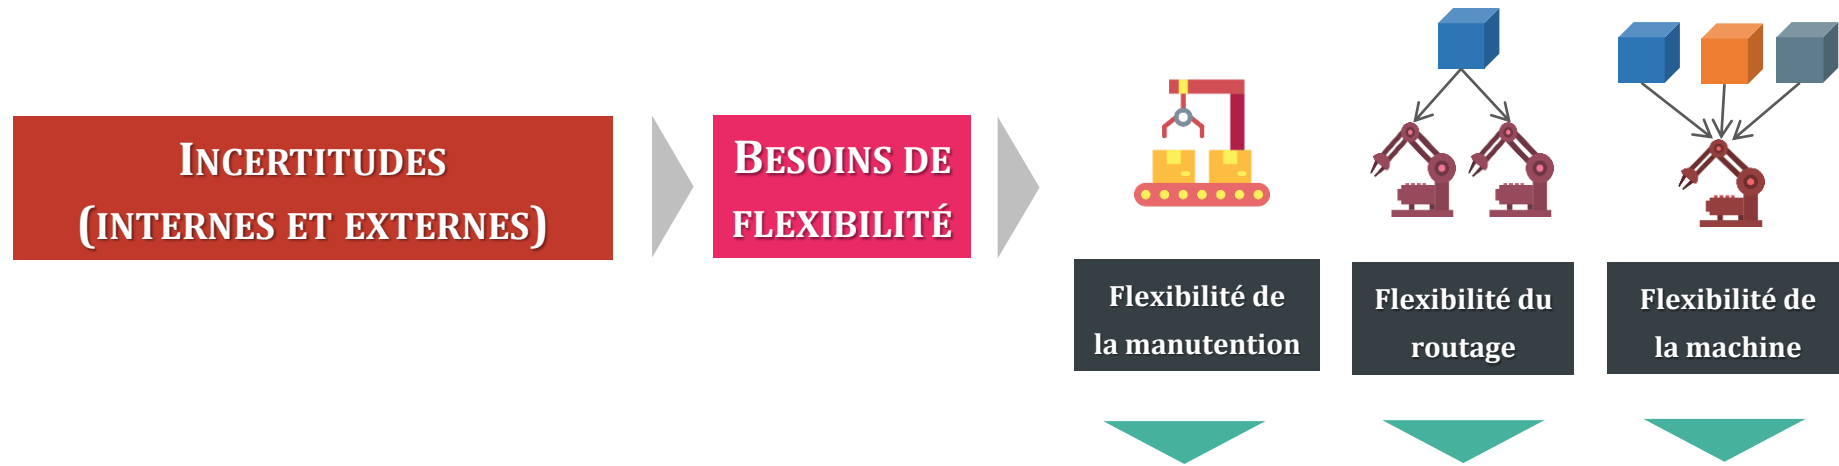 INCERTITUDES
(INTERNES ET EXTERNES)
BESOINS DE
FLEXIBILITÉ
Flexibilité de
la manutention
Flexibilité du
routage
Flexibilité de
la machine